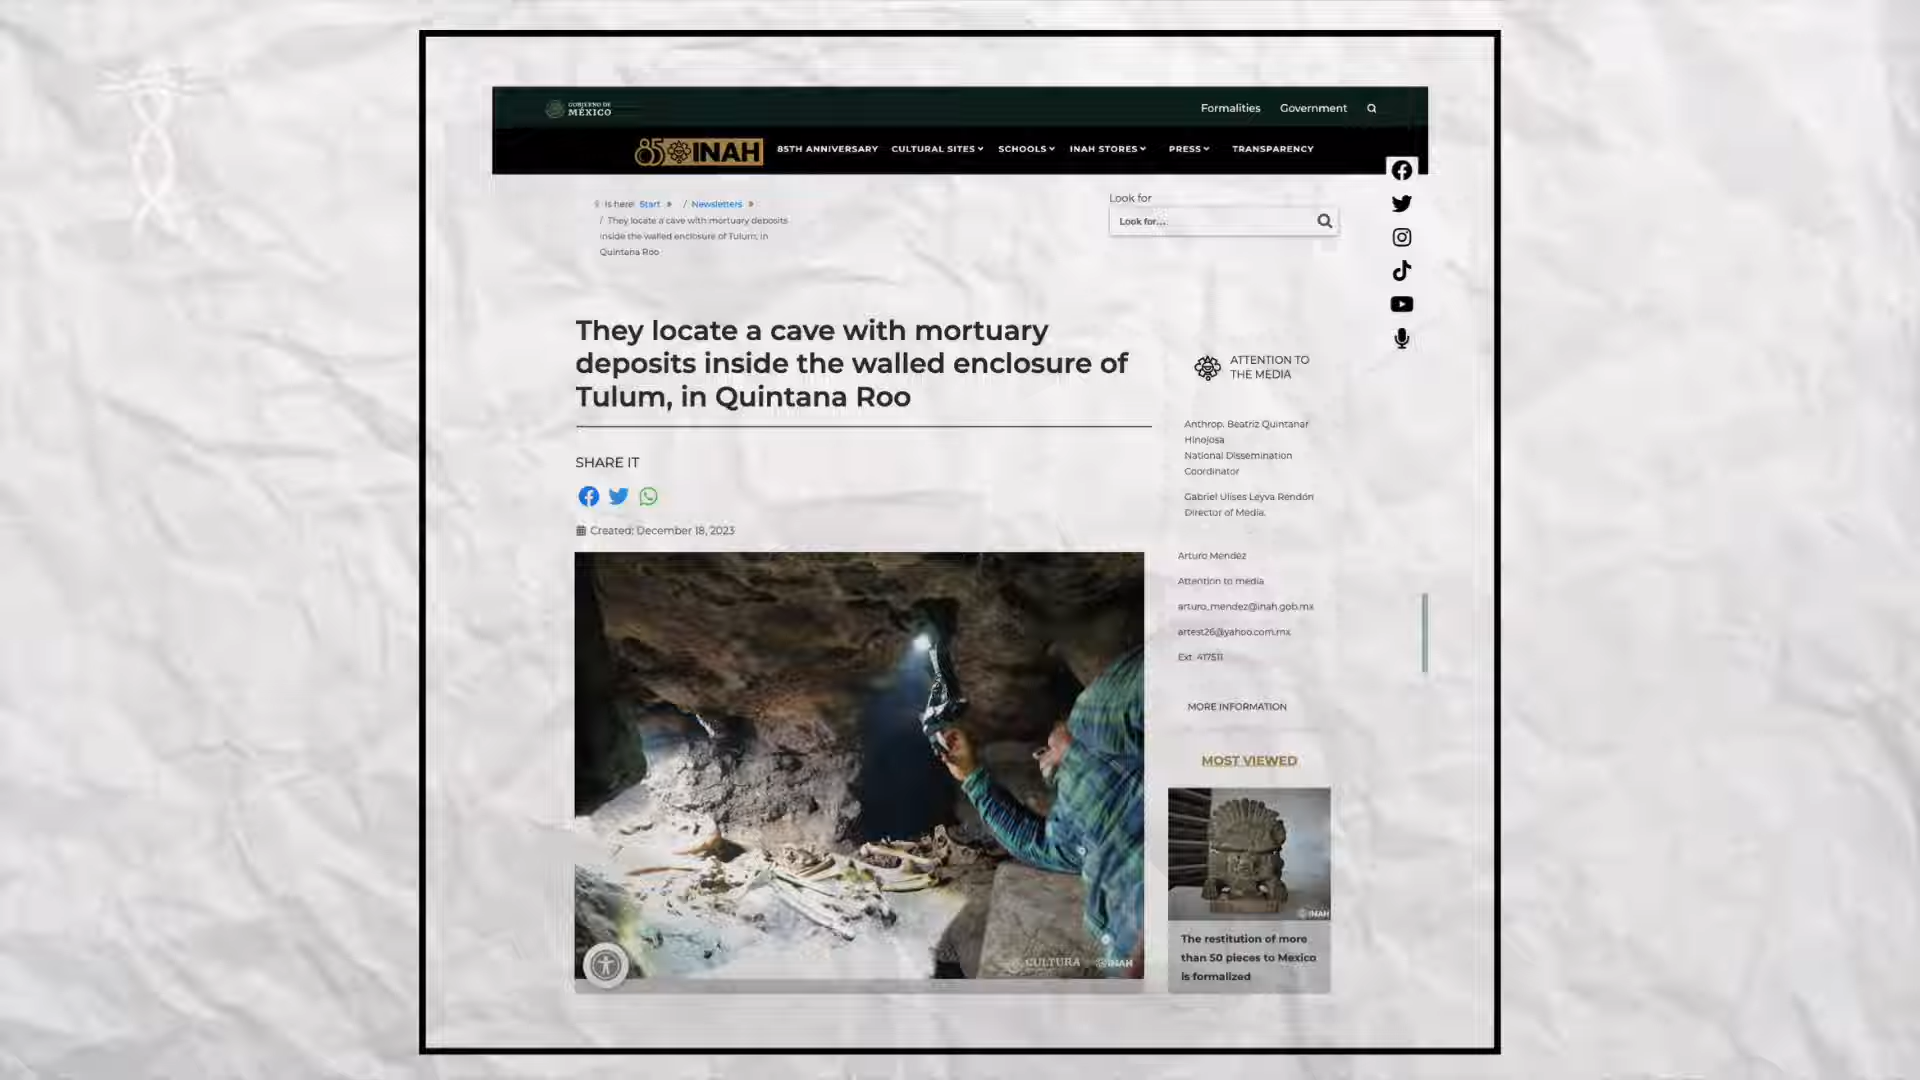 GOBIERNO DE
MÉXICO
Formalities Government
85 INAH
85TH ANNIVERSARY CULTURAL SITES SCHOOLS INAH STORES PRESS TRANSPARENCY
Is here: Start / Newsletters
/ They locate a cave with mortuary deposits
inside the walled enclosure of Tulum, in
Quintana Roo
Look for
Look for...
They locate a cave with mortuary
deposits inside the walled enclosure of
Tulum, in Quintana Roo
SHARE IT
Created: December 18, 2023
CULTURA INAH
ATTENTION TO
THE MEDIA
Anthrop. Beatriz Quintanar
Hinojosa
National Dissemination
Coordinator
Gabriel Ulises Leyva Rendón
Director of Media.
Arturo Mendez
Attention to media
arturo_mendez@inah.gob.mx
artest26@yahoo.com.mx
Ext. 417511
MORE INFORMATION
MOST VIEWED
INAH
The restitution of more
than 50 pieces to Mexico
is formalized